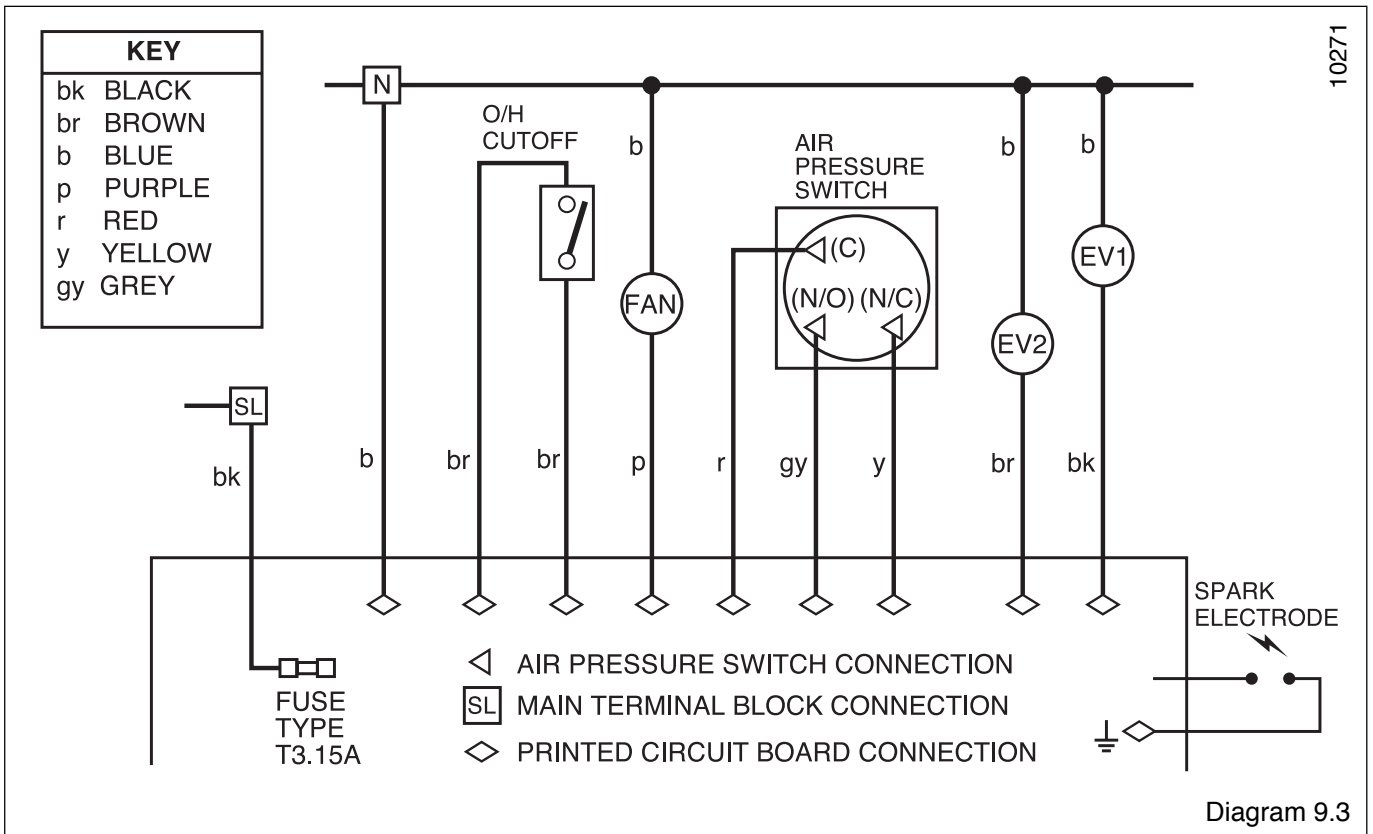 KEY
bk BLACK
br BROWN
b BLUE
p PURPLE
r RED
y YELLOW
gy GREY
10271
N
O/H
CUTOFF
b
AIR
PRESSURE
SWITCH
b
b
(C)
(N/O) (N/C)
FAN
EV1
EV2
SL
bk
b
br
br
p
r
gy
y
br
bk
SPARK
ELECTRODE
FUSE
TYPE
T3.15A
AIR PRESSURE SWITCH CONNECTION
SL MAIN TERMINAL BLOCK CONNECTION
PRINTED CIRCUIT BOARD CONNECTION
Diagram 9.3